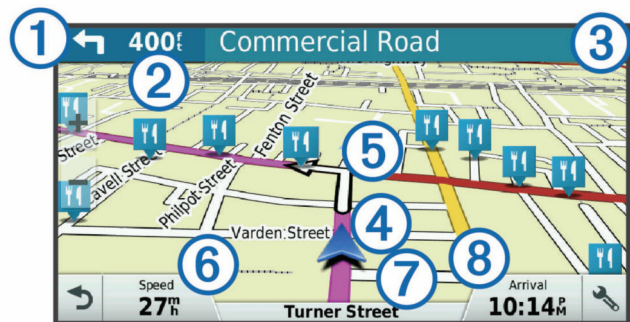 1
400ft
Commercial Road
3
2
Fenton Street
5
Street
Lavell Street
Philpot Street
Varden Street
4
6
7
8
Speed
27mh
Turner Street
Arrival
10:14PM